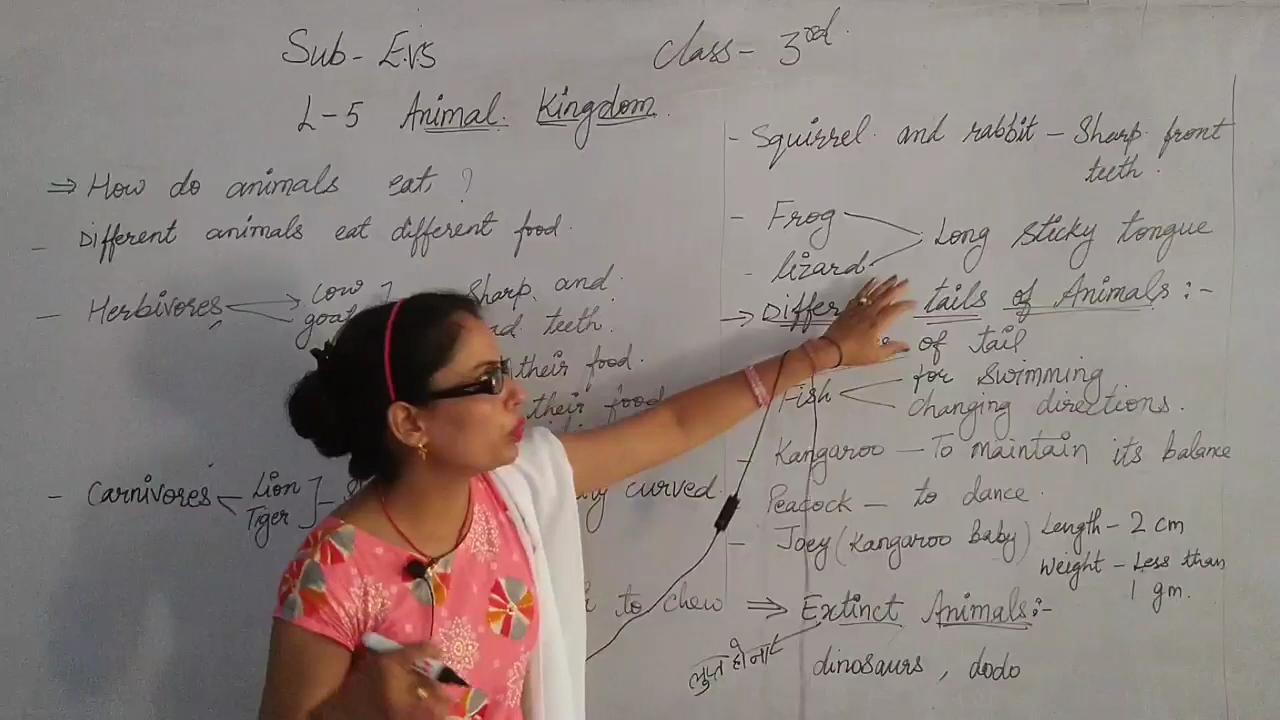 Sub- E.V.S
Class- 3rd.
L-5 Animal Kingdom
⇒ How do animals eat ?
- Different animals eat different food.
- Herbivores
cow
goat
sharp and
teeth.
their food.
their food
- Carnivores
Lion
Tiger
curved.
to chew
- Squirrel and rabbit - Sharp front
teeth.
- Frog
- lizard
Long sticky tongue
→ tails of Animals :-
of tail
Fish
for swimming
changing directions.
- Kangaroo - To maintain its balance
Peacock - to dance.
- Joey (Kangaroo Baby) Length - 2 cm
weight - Less than
1 gm.
⇒ Extinct Animals :-
लुप्त होना
dinosaurs, dodo